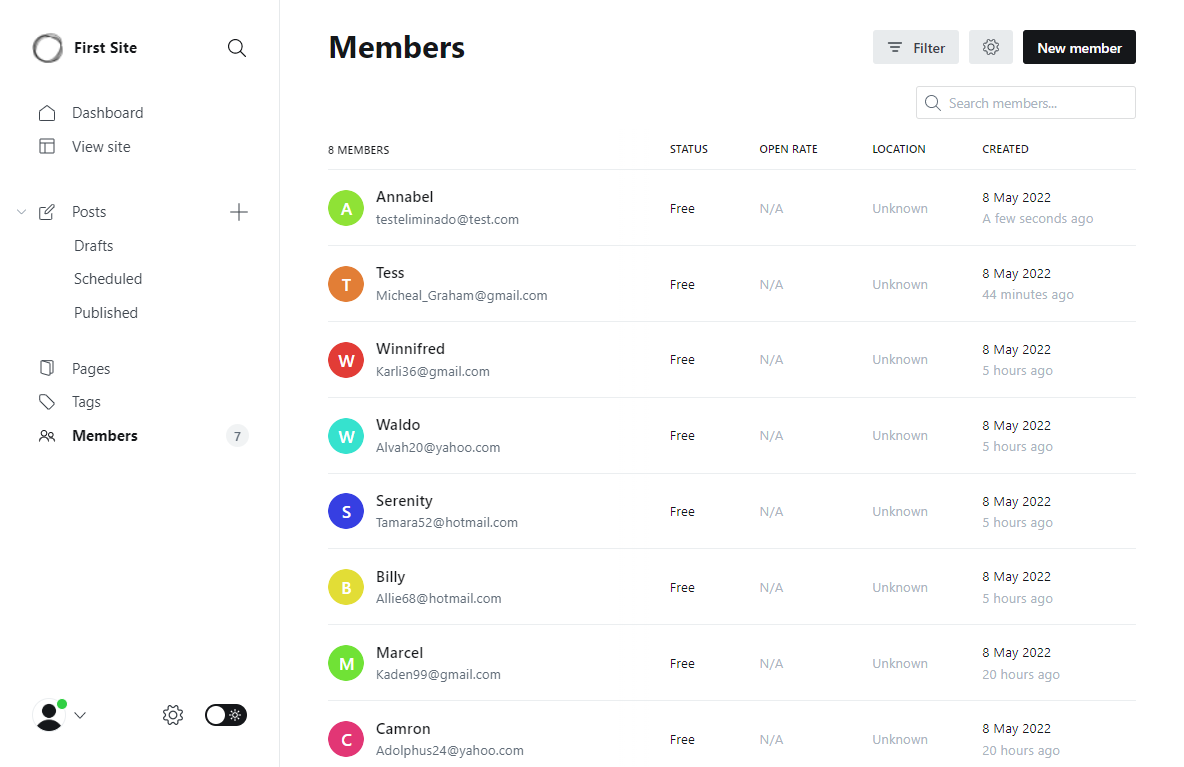 First Site
Dashboard
View site
Posts
Drafts
Scheduled
Published
Pages
Tags
Members 7
Members
Filter
New member
Search members...
8 MEMBERS STATUS OPEN RATE LOCATION CREATED
A Annabel
testeliminado@test.com
Free N/A Unknown
8 May 2022
A few seconds ago
T Tess
Micheal_Graham@gmail.com
Free N/A Unknown
8 May 2022
44 minutes ago
W Winnifred
Karli36@gmail.com
Free N/A Unknown
8 May 2022
5 hours ago
W Waldo
Alvah20@yahoo.com
Free N/A Unknown
8 May 2022
5 hours ago
S Serenity
Tamara52@hotmail.com
Free N/A Unknown
8 May 2022
5 hours ago
B Billy
Allie68@hotmail.com
Free N/A Unknown
8 May 2022
5 hours ago
M Marcel
Kaden99@gmail.com
Free N/A Unknown
8 May 2022
20 hours ago
C Camron
Adolphus24@yahoo.com
Free N/A Unknown
8 May 2022
20 hours ago